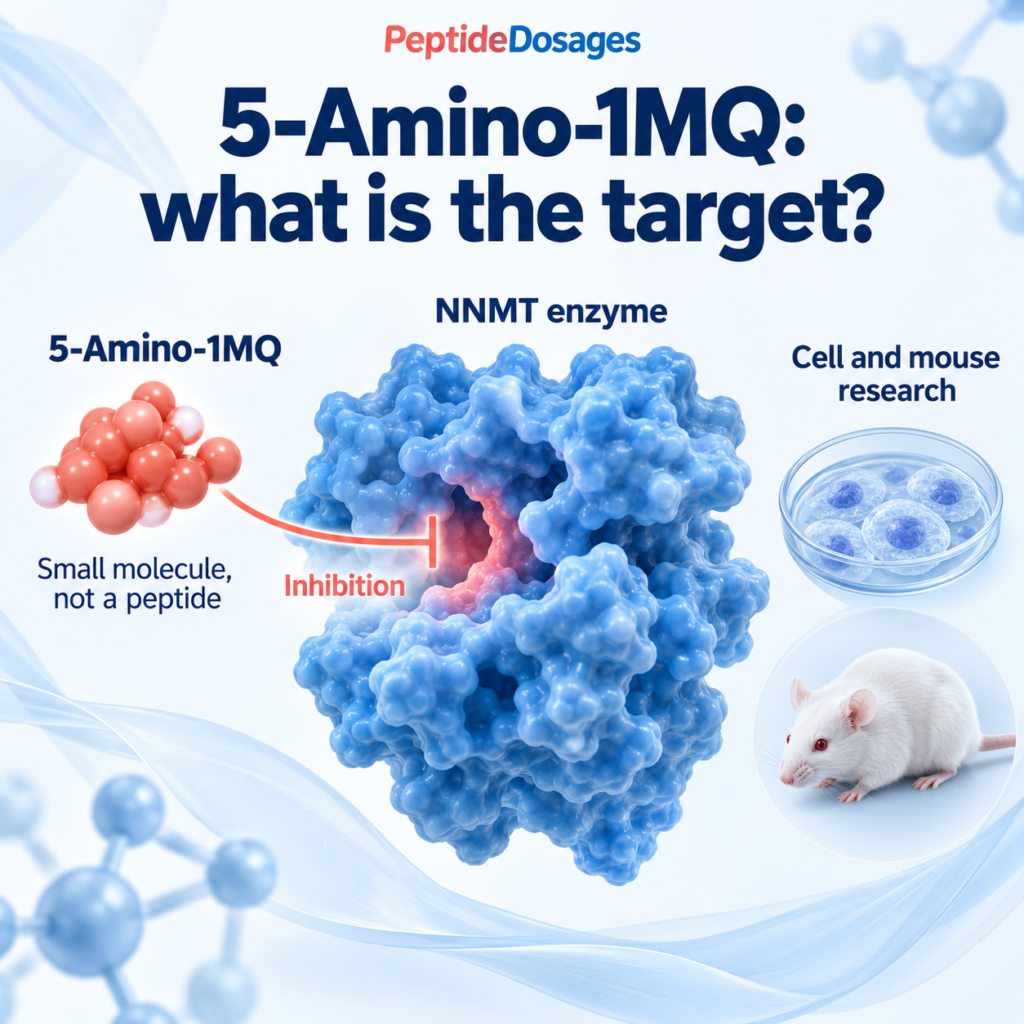 PeptideDosages
5-Amino-1MQ:
what is the target?
NNMT enzyme
5-Amino-1MQ
Cell and mouse
research
Small molecule,
not a peptide
Inhibition